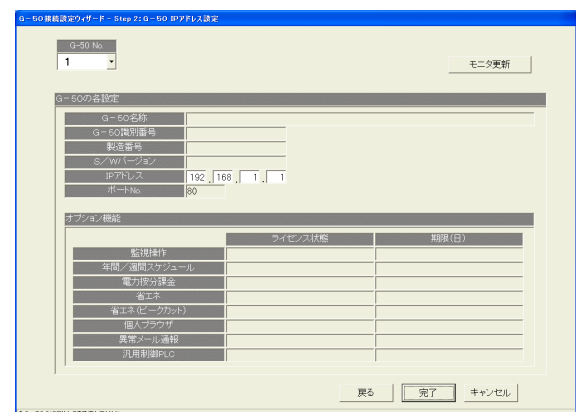 G－50接続設定ウィザード - Step 2: G－50 IPアドレス設定
G-50 No.
1
モニタ更新
G－50の各設定
G－50名称
G－50識別番号
製造番号
S／Wバージョン
IPアドレス 192 . 168 . 1 . 1
ポートNo. 80
オプション機能
ライセンス状態 期限(日)
監視操作
年間／週間スケジュール
電力按分課金
省エネ
省エネ(ピークカット)
個人ブラウザ
異常メール通報
汎用制御PLC
戻る 完了 キャンセル